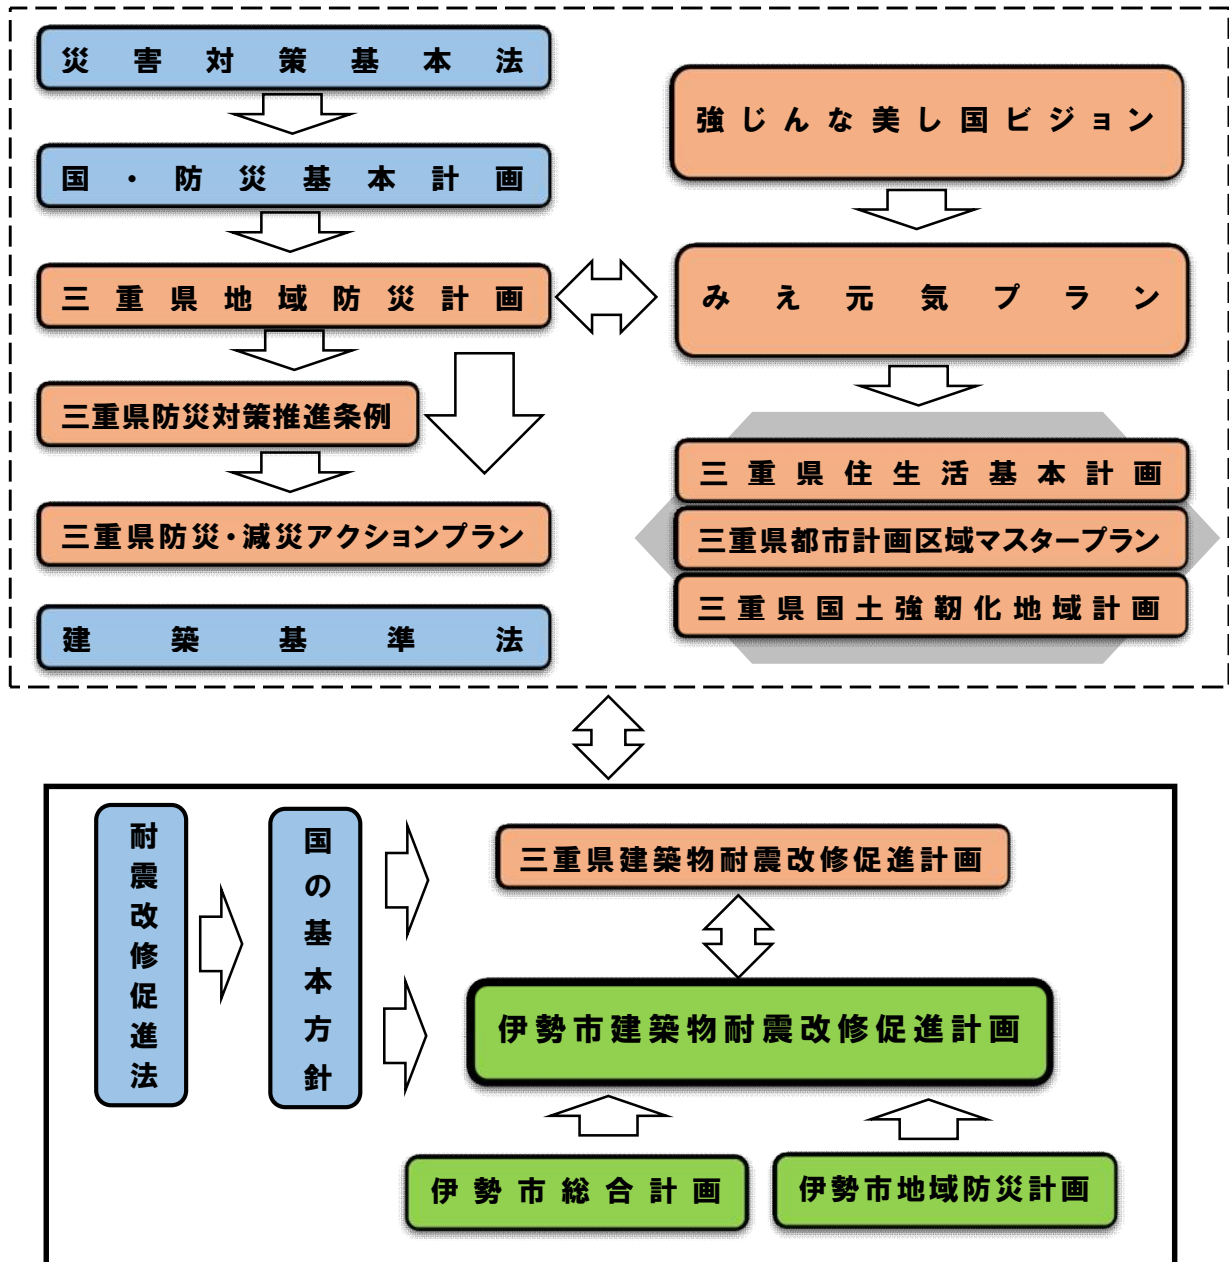 災害対策基本法
国・防災基本計画
三重県地域防災計画
三重県防災対策推進条例
三重県防災・減災アクションプラン
建築基準法
強じんな美し国ビジョン
みえ元気プラン
三重県住生活基本計画
三重県都市計画区域マスタープラン
三重県国土強靭化地域計画
耐震改修促進法
国の基本方針
三重県建築物耐震改修促進計画
伊勢市建築物耐震改修促進計画
伊勢市総合計画
伊勢市地域防災計画